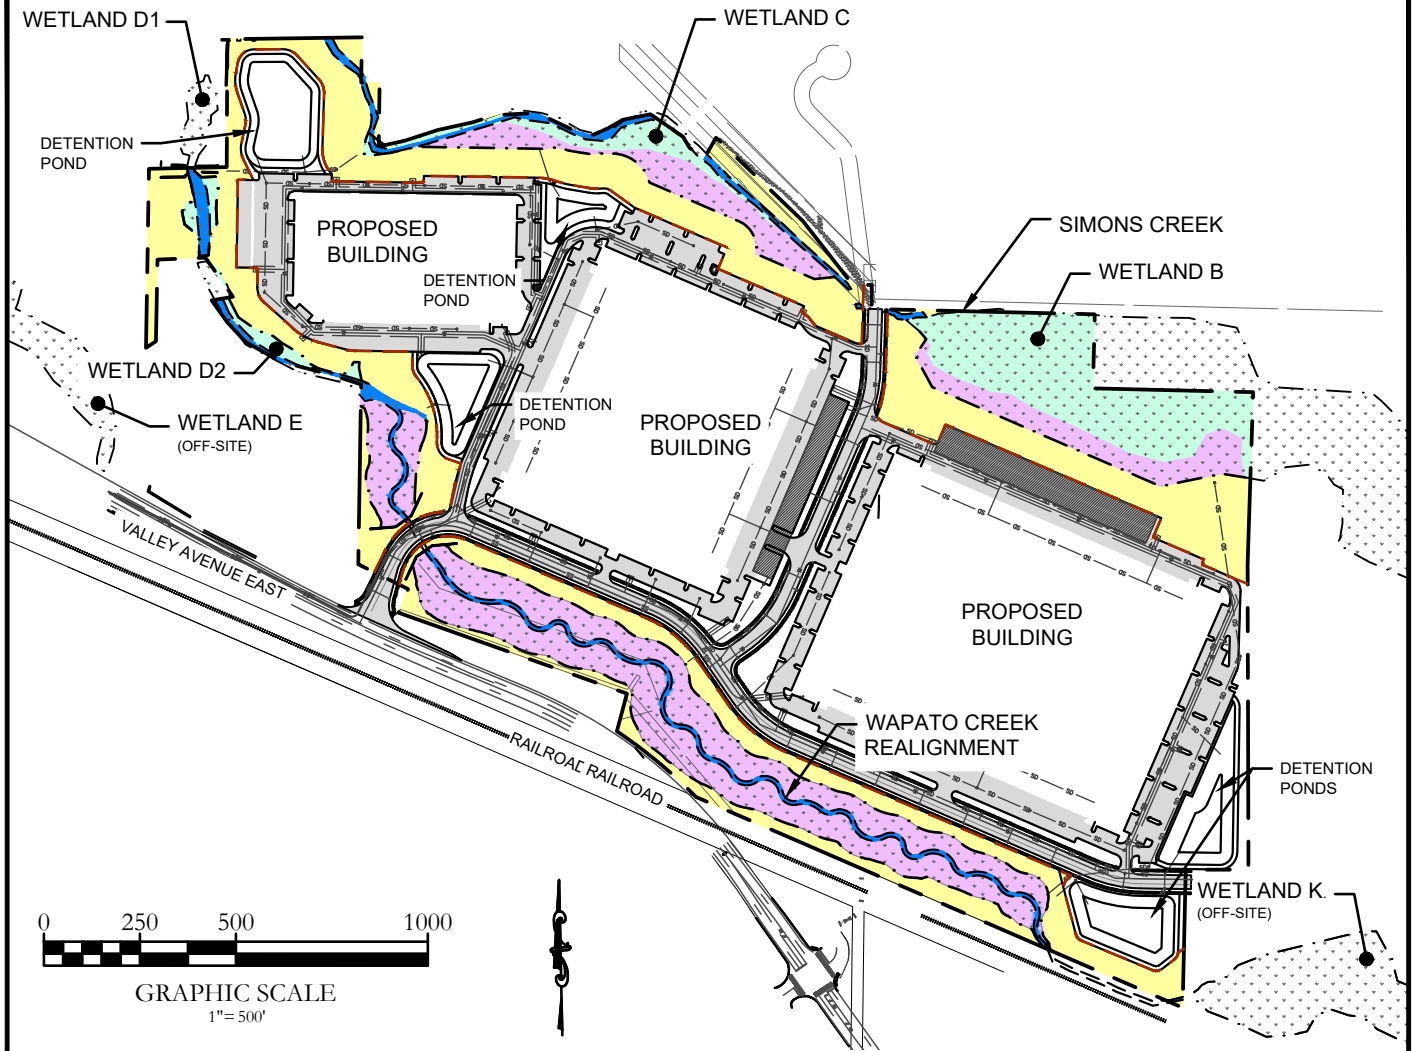 WETLAND D1
WETLAND C
DETENTION
POND
SIMONS CREEK
PROPOSED
BUILDING
WETLAND B
DETENTION
POND
WETLAND D2
DETENTION
POND
WETLAND E
(OFF-SITE)
PROPOSED
BUILDING
VALLEY AVENUE EAST
PROPOSED
BUILDING
WAPATO CREEK
REALIGNMENT
RAILROAD RAILROAD
DETENTION
PONDS
WETLAND K.
(OFF-SITE)
0 250 500 1000
GRAPHIC SCALE
1"= 500'